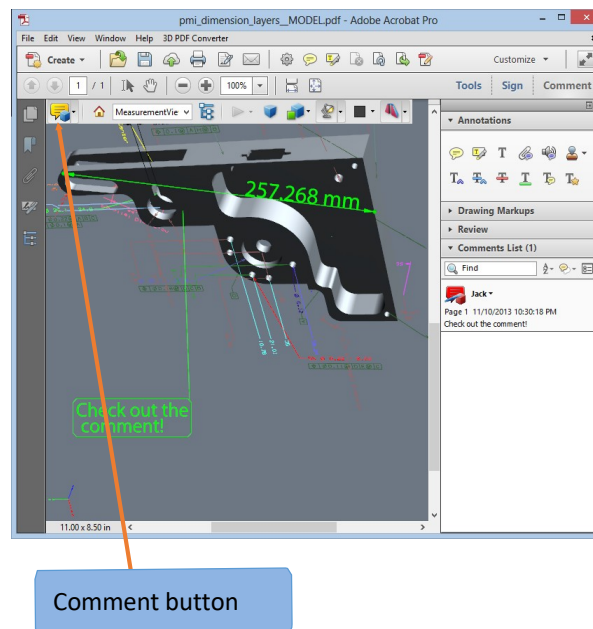 pmi_dimension_layers__MODEL.pdf - Adobe Acrobat Pro
File Edit View Window Help 3D PDF Converter
Create
Customize
1 / 1
100%
Tools Sign Comment
MeasurementVie
Annotations
257.268 mm
Drawing Markups
Review
Comments List (1)
Find
Jack
Page 1 11/10/2013 10:30:18 PM
Check out the comment!
Check out the
comment!
11.00 x 8.50 in
Comment button